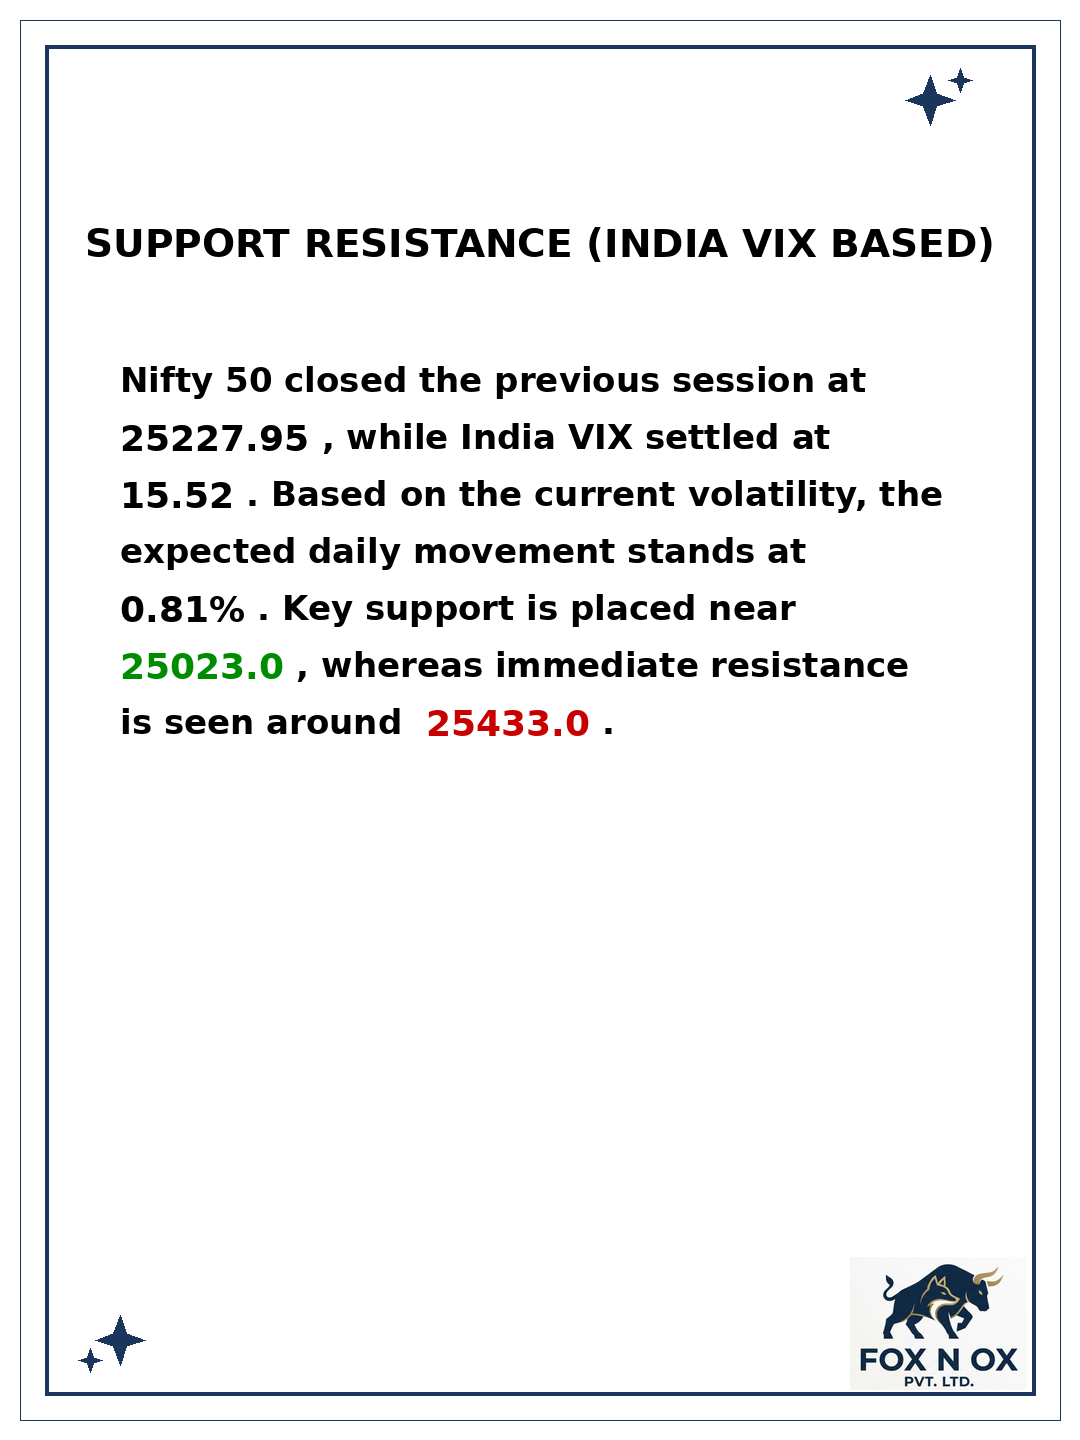 SUPPORT RESISTANCE (INDIA VIX BASED)
Nifty 50 closed the previous session at
25227.95 , while India VIX settled at
15.52 . Based on the current volatility, the
expected daily movement stands at
0.81% . Key support is placed near
25023.0 , whereas immediate resistance
is seen around  25433.0 .
FOX N OX
PVT. LTD.